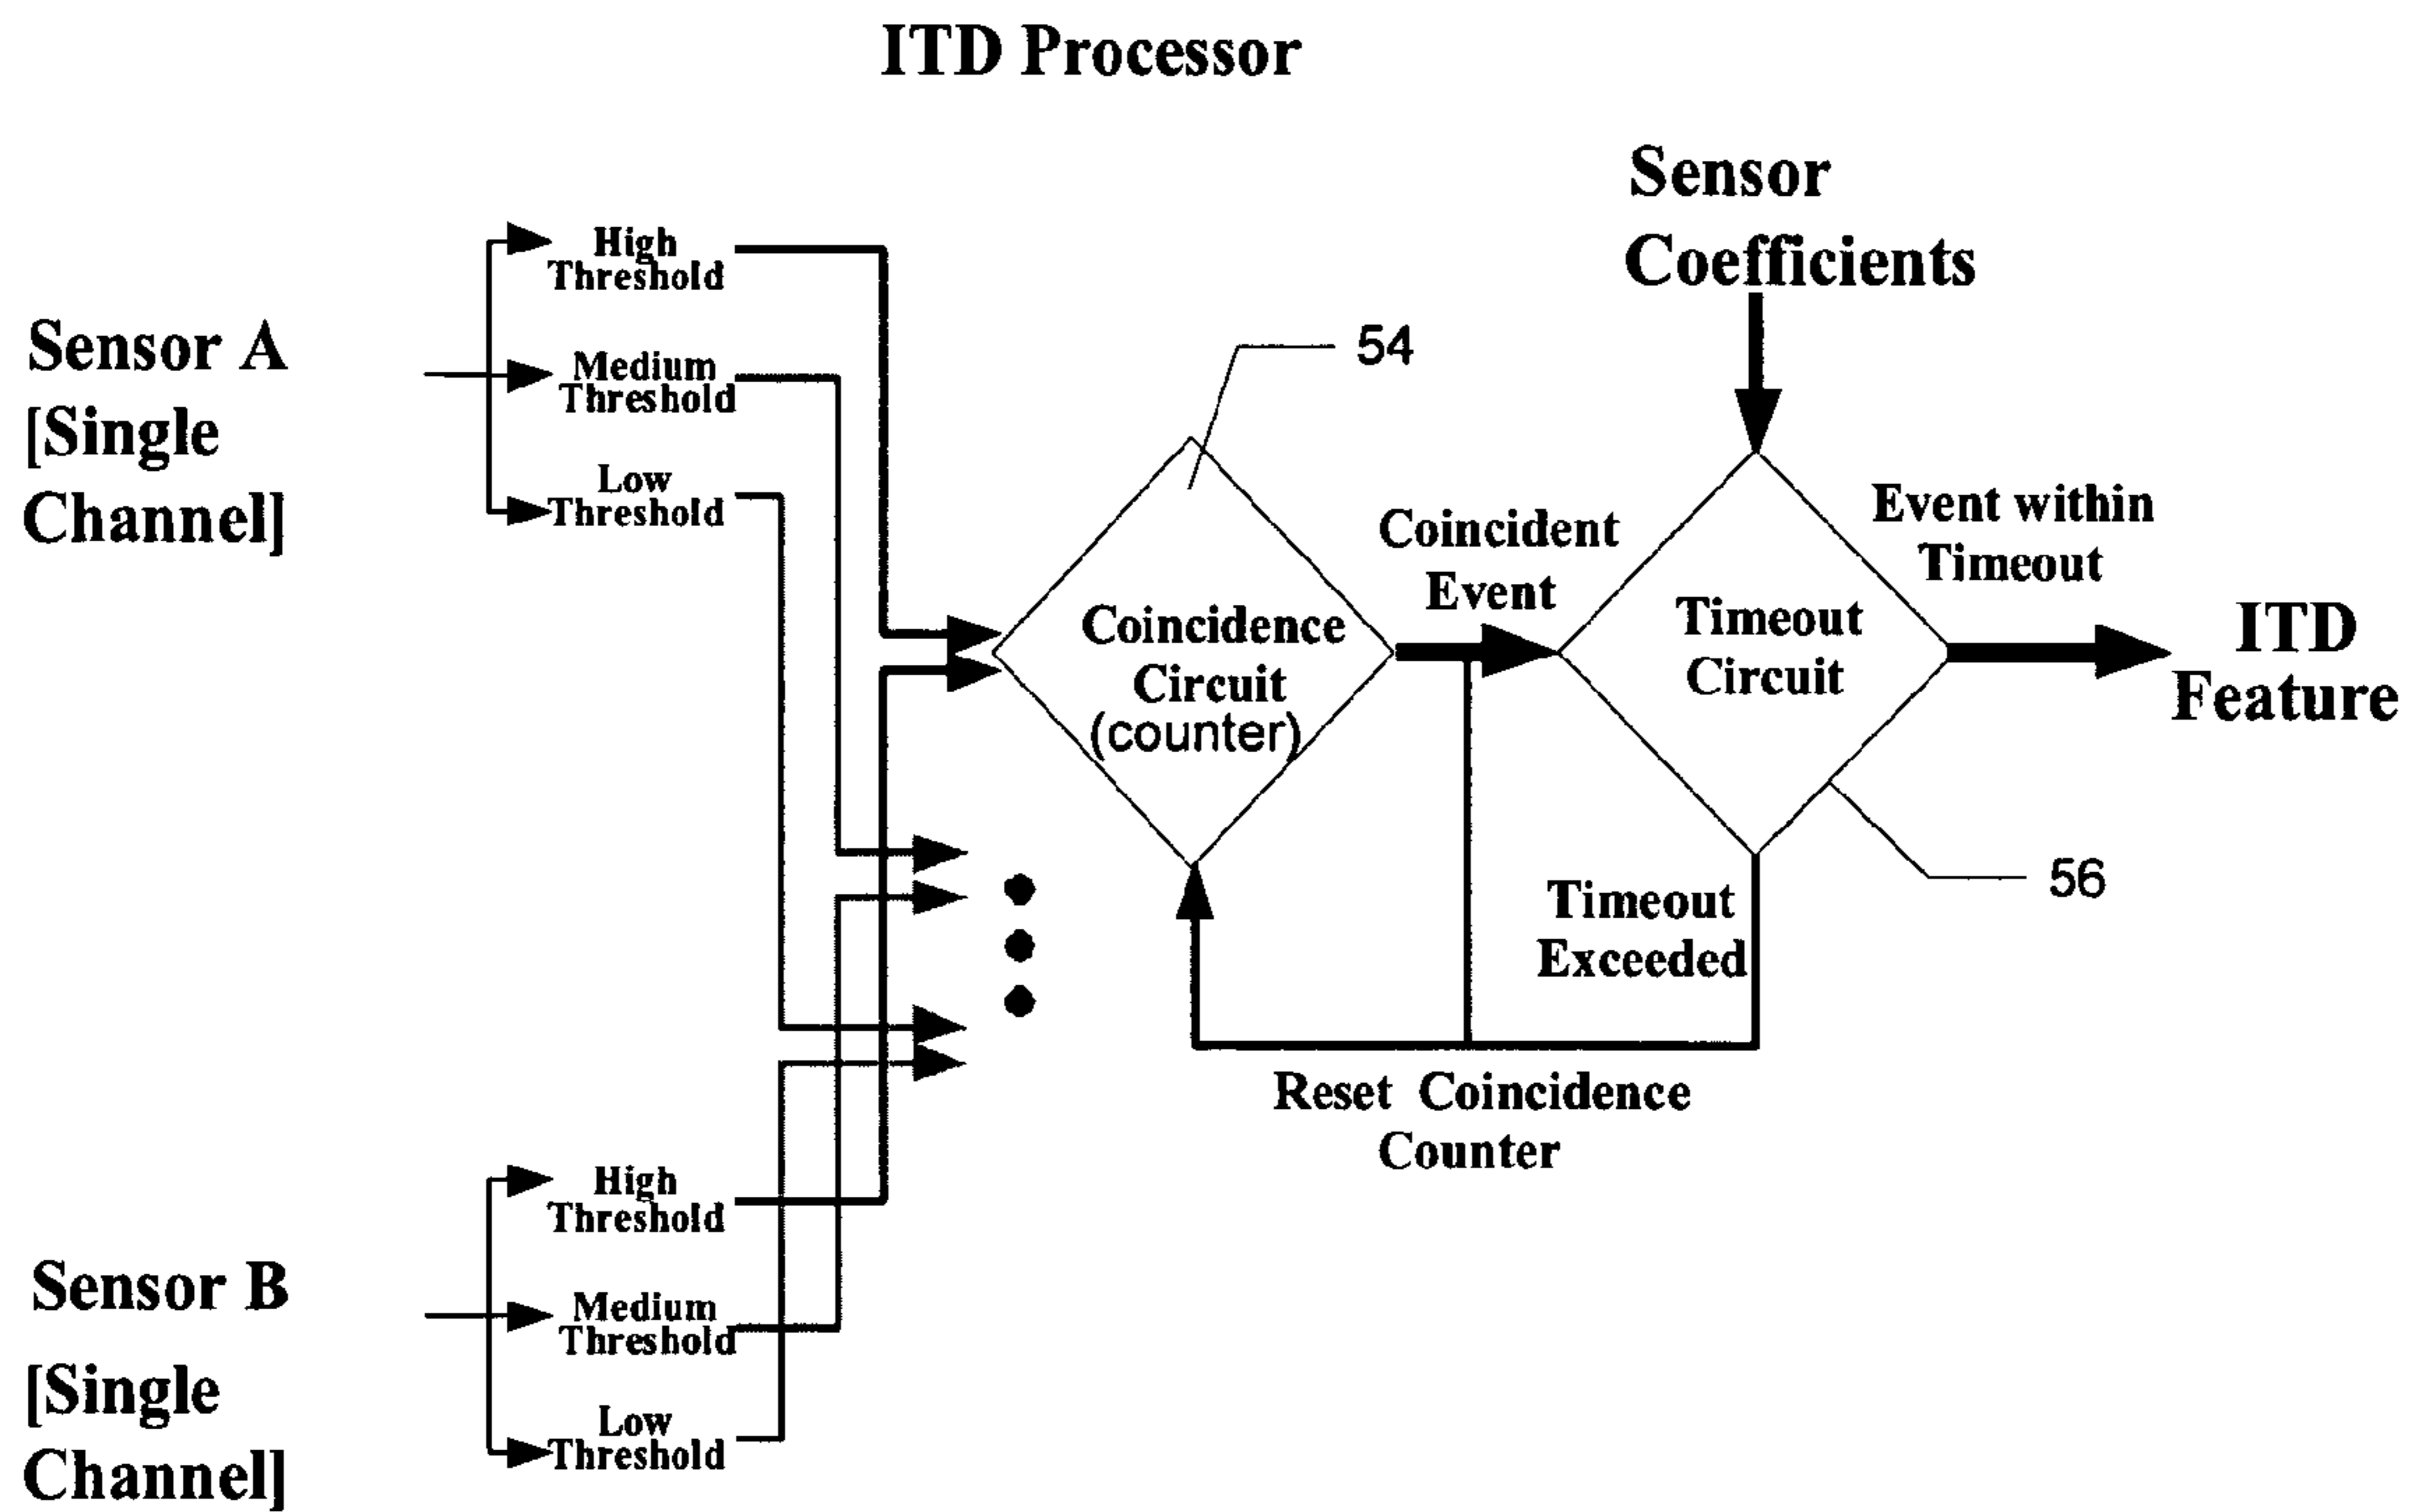 ITD Processor
Sensor
Coefficients
High
Threshold
Sensor A
[Single
Channel]
Medium
Threshold
Low
Threshold
54
Coincidence
Circuit
(counter)
Coincident
Event
Timeout
Circuit
Event within
Timeout
ITD
Feature
56
Timeout
Exceeded
Reset Coincidence
Counter
High
Threshold
Sensor B
[Single
Channel]
Medium
Threshold
Low
Threshold